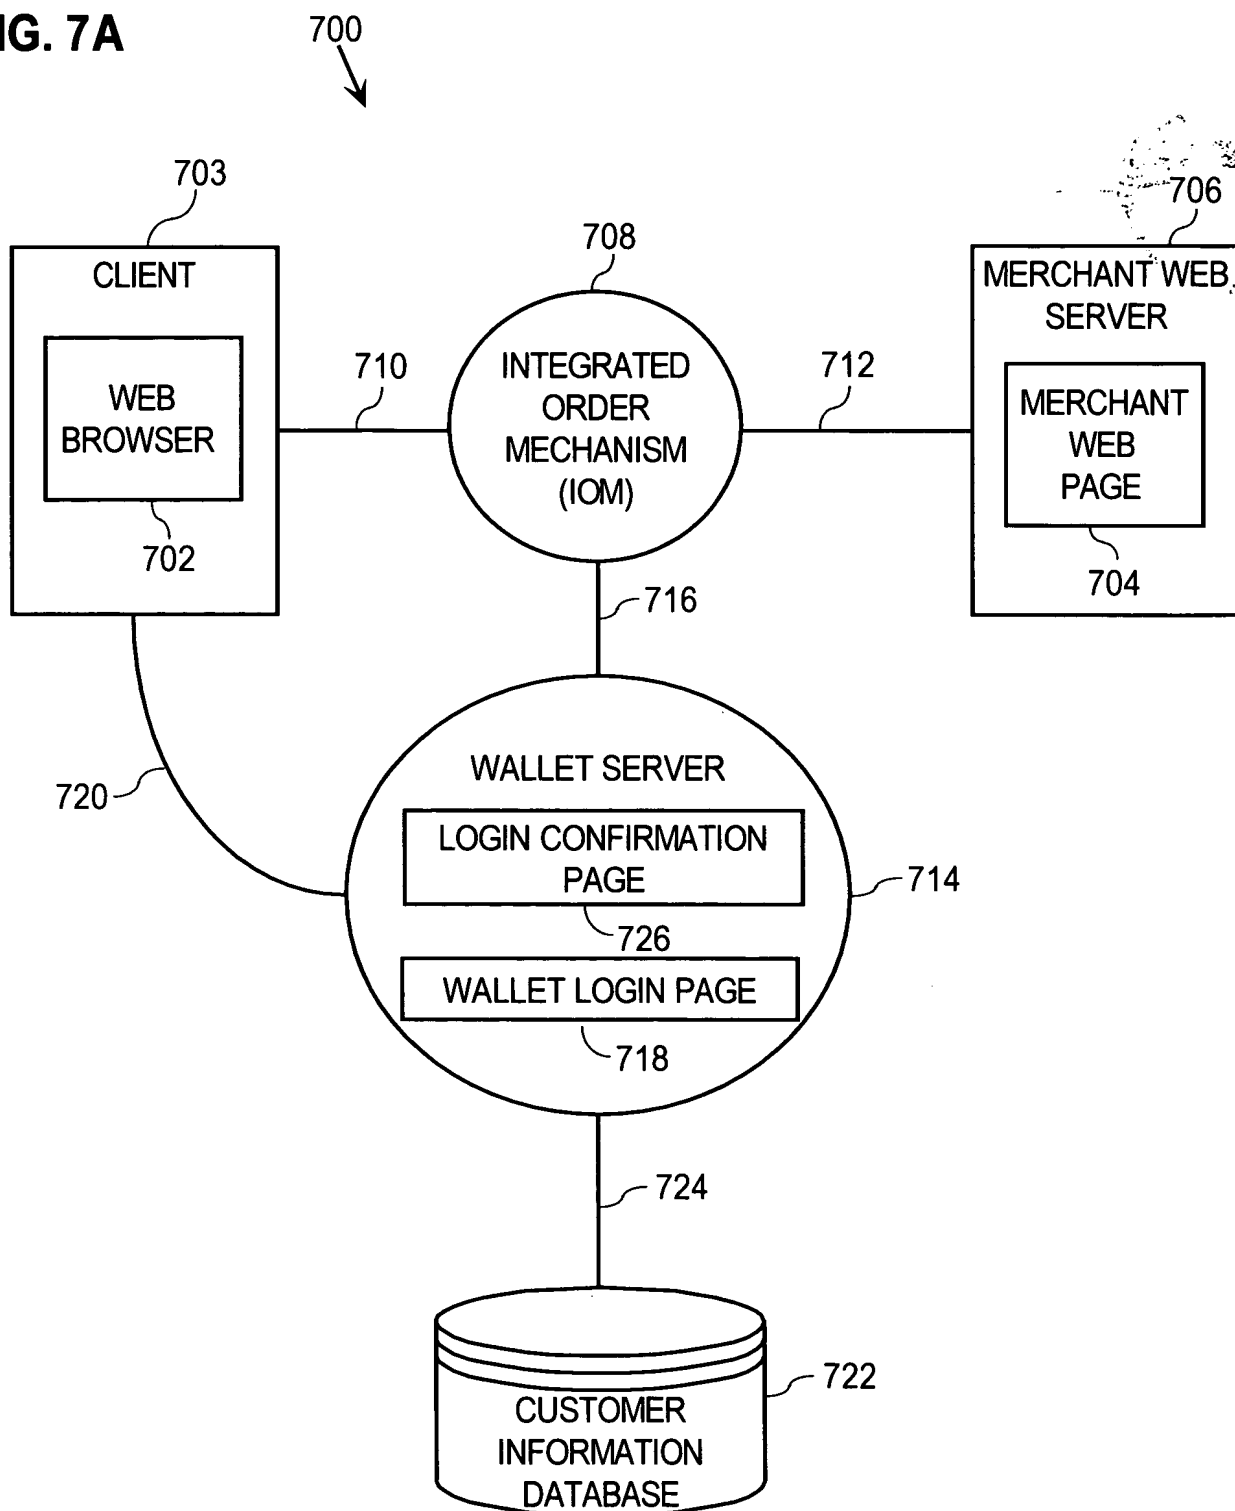 IG. 7A
700
703
CLIENT
WEB
BROWSER
702
710
708
INTEGRATED
ORDER
MECHANISM
(IOM)
712
706
MERCHANT WEB
SERVER
MERCHANT
WEB
PAGE
704
716
720
WALLET SERVER
LOGIN CONFIRMATION
PAGE
726
WALLET LOGIN PAGE
718
714
724
722
CUSTOMER
INFORMATION
DATABASE